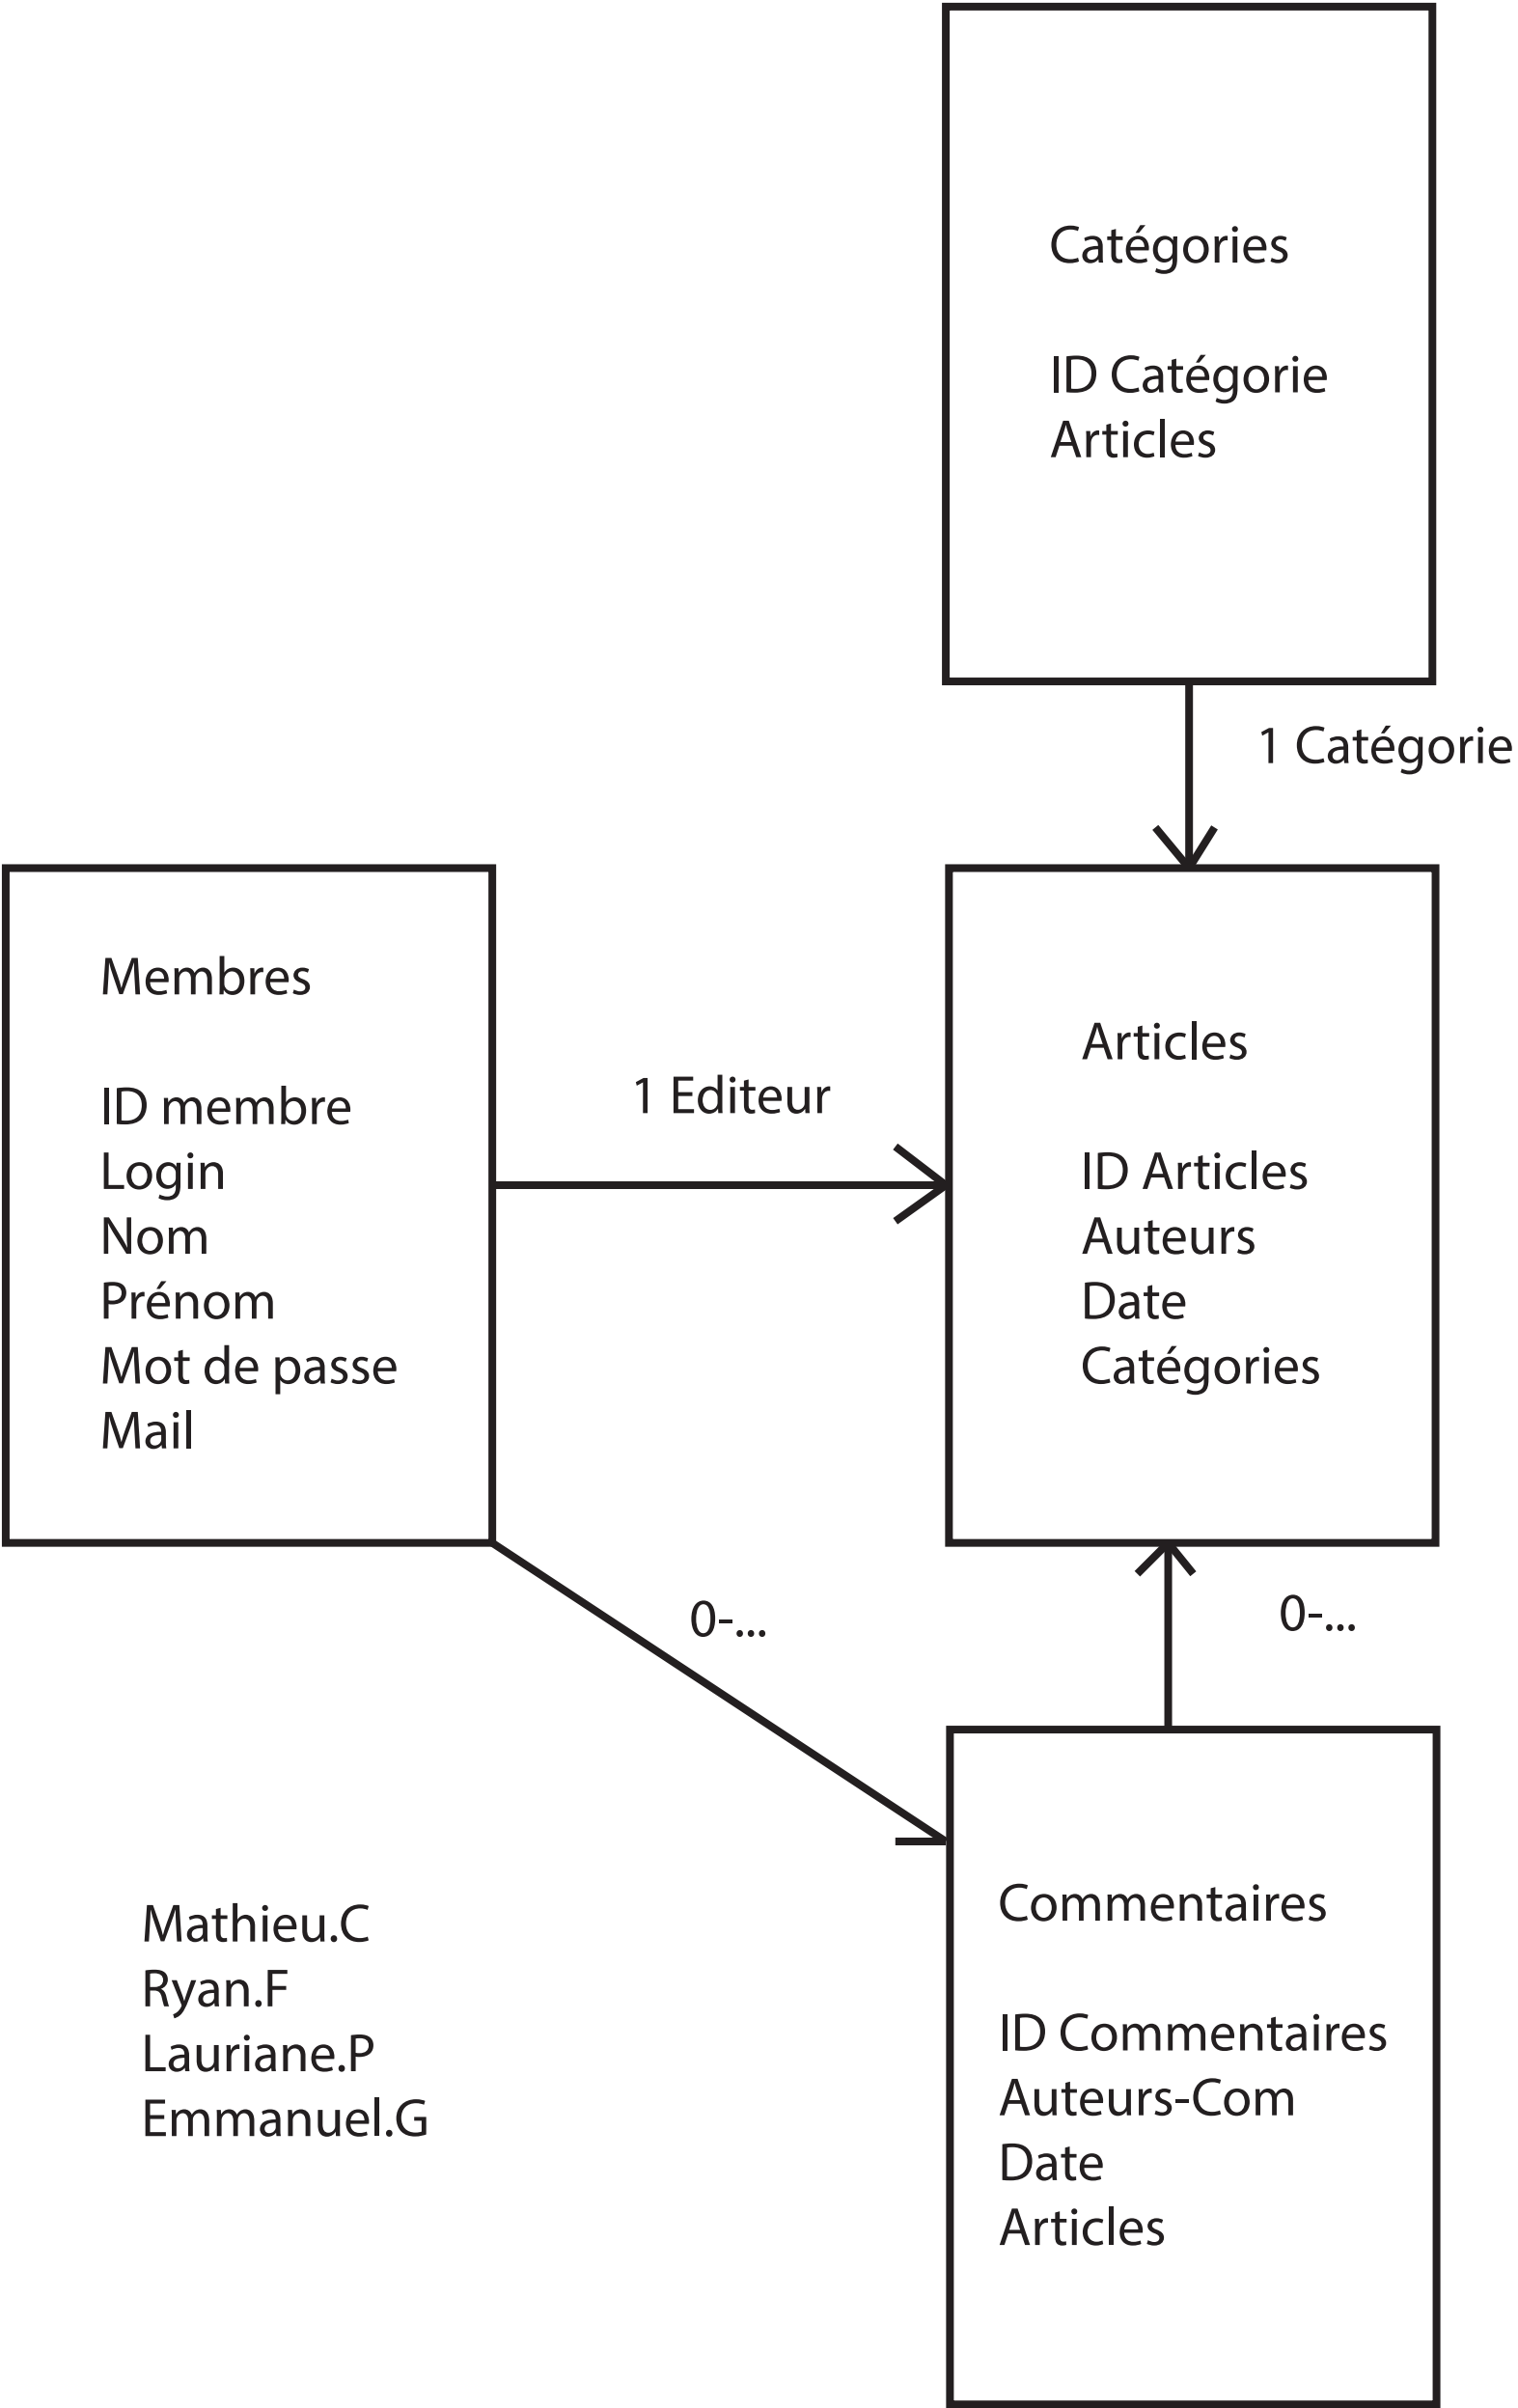 Catégories
ID Catégorie
Articles
1 Catégorie
Membres
ID membre
Login
Nom
Prénom
Mot de passe
Mail
1 Editeur
Articles
ID Articles
Auteurs
Date
Catégories
0-...
0-...
Mathieu.C
Ryan.F
Lauriane.P
Emmanuel.G
Commentaires
ID Commentaires
Auteurs-Com
Date
Articles